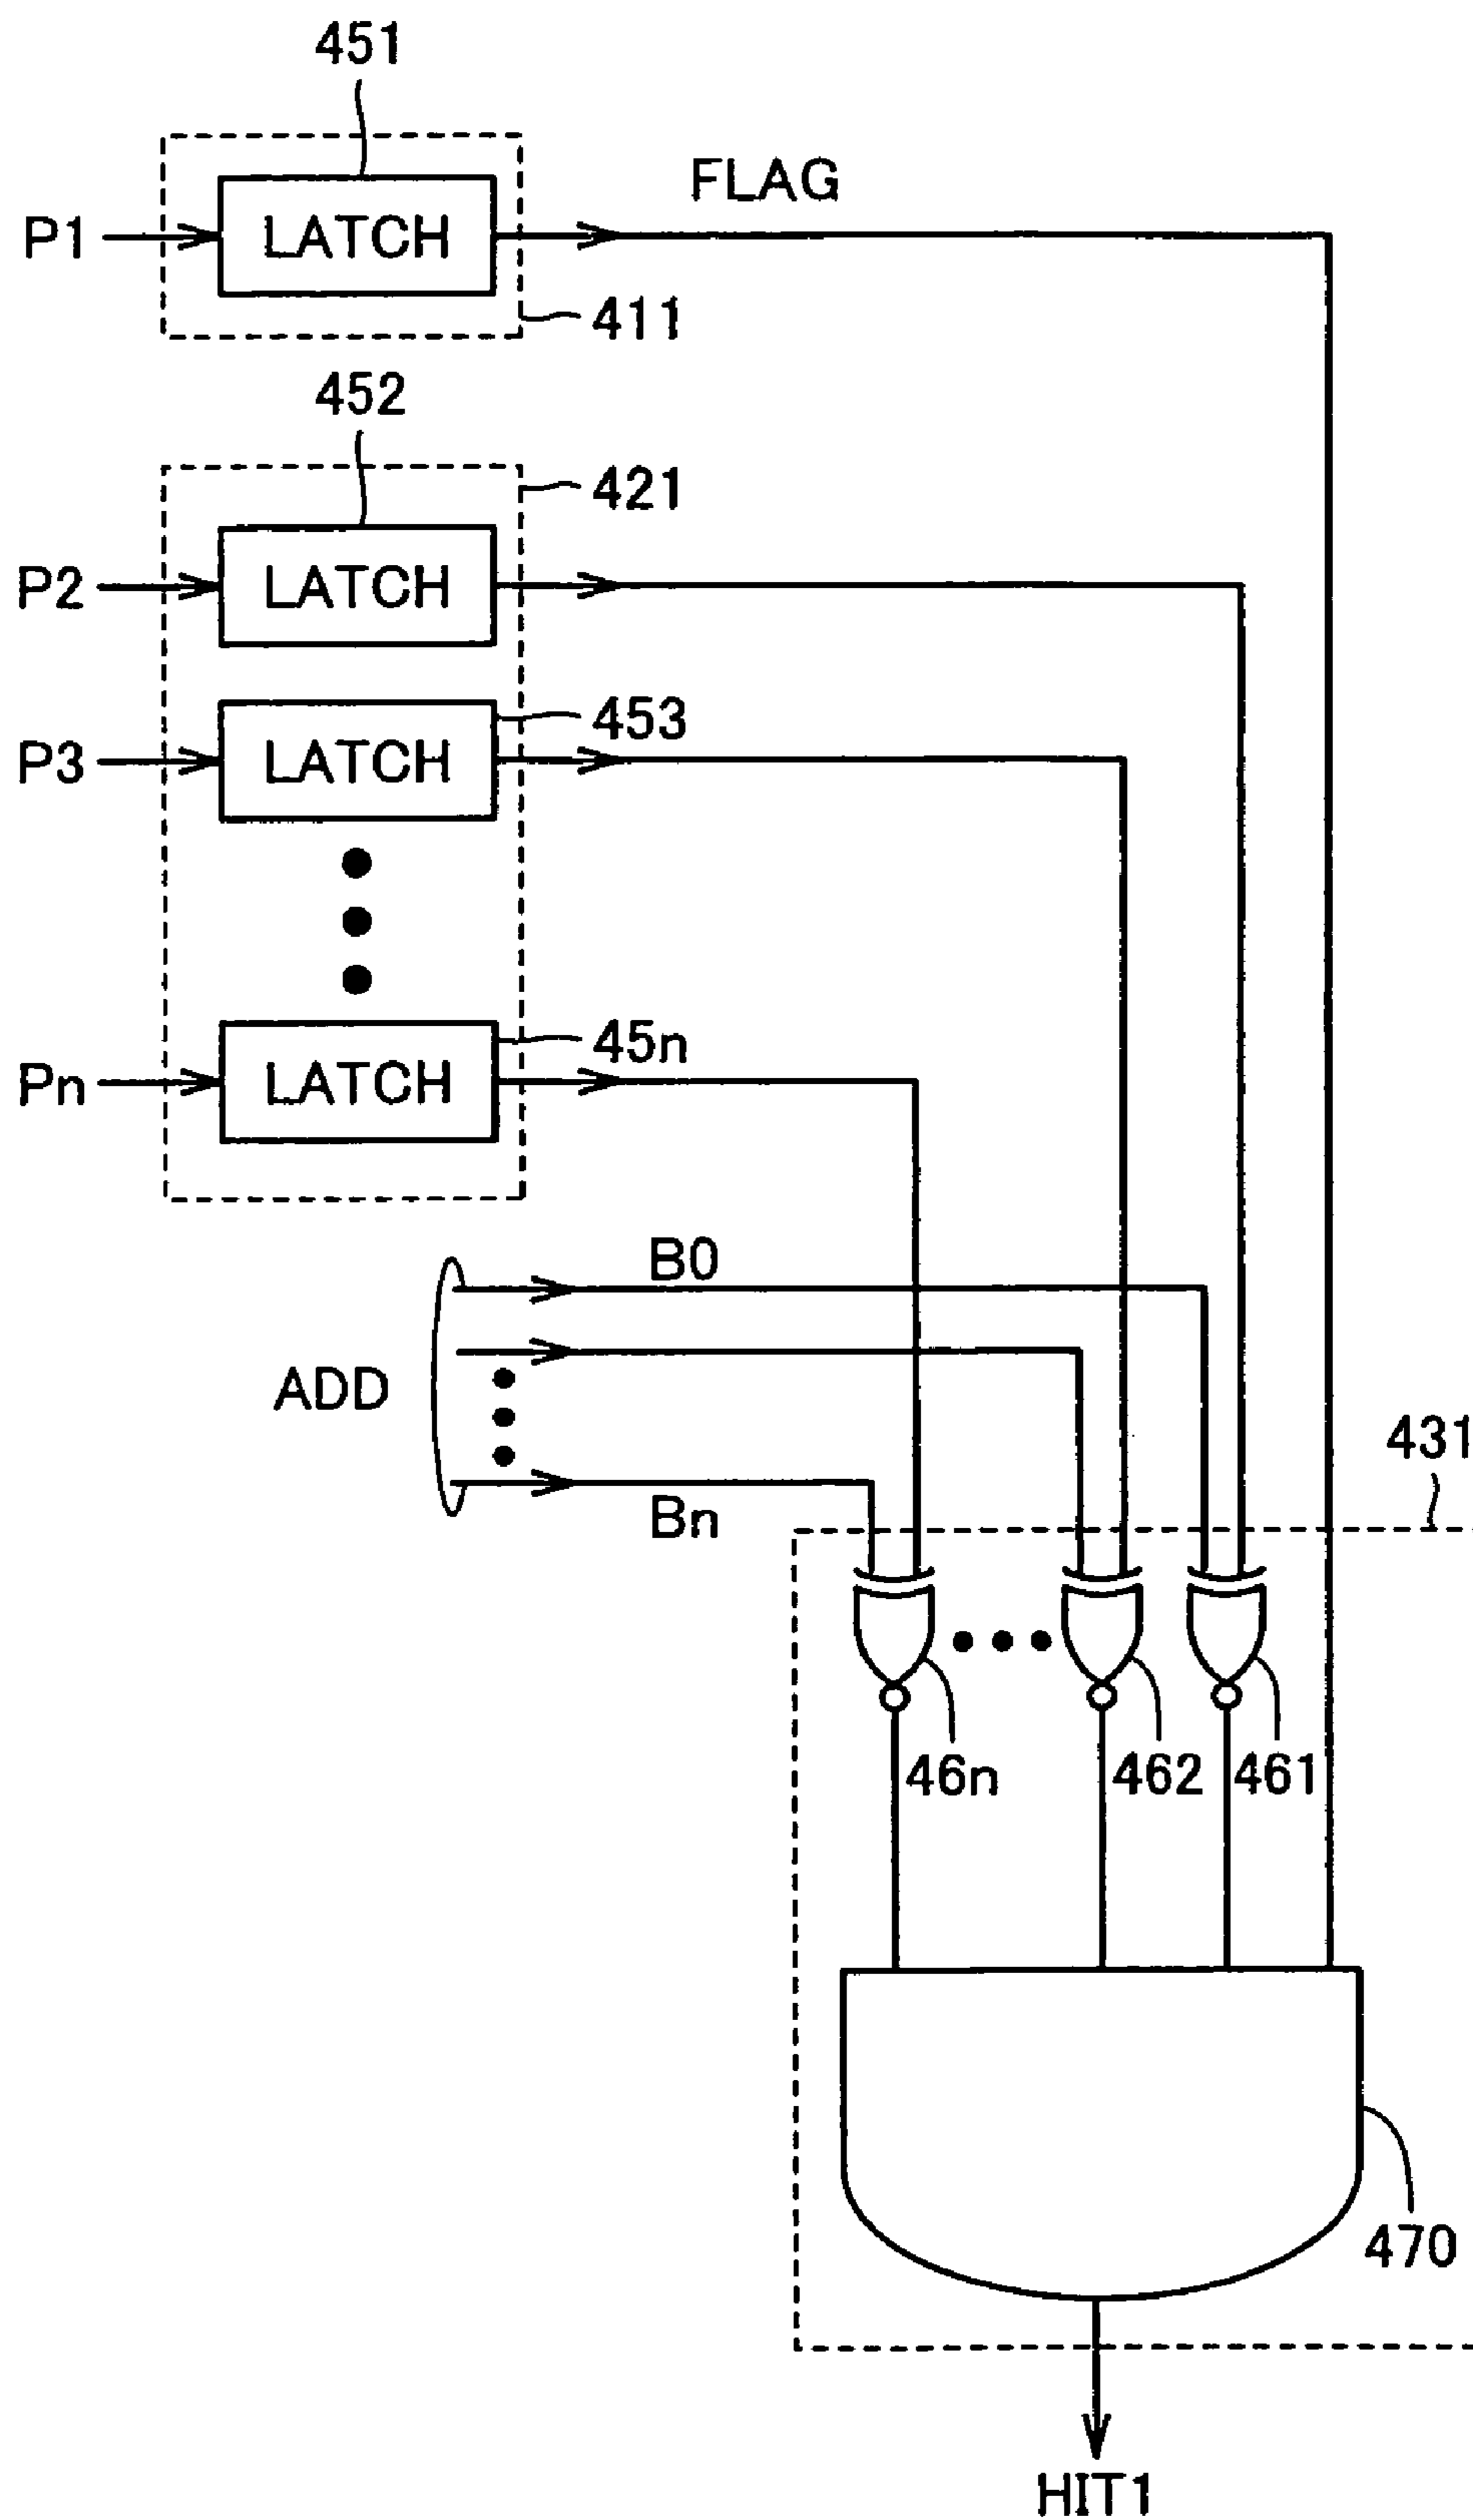 451
FLAG
P1
LATCH
411
452
421
P2
LATCH
453
P3
LATCH
45n
Pn
LATCH
B0
ADD
Bn
431
46n
462
461
470
HIT1